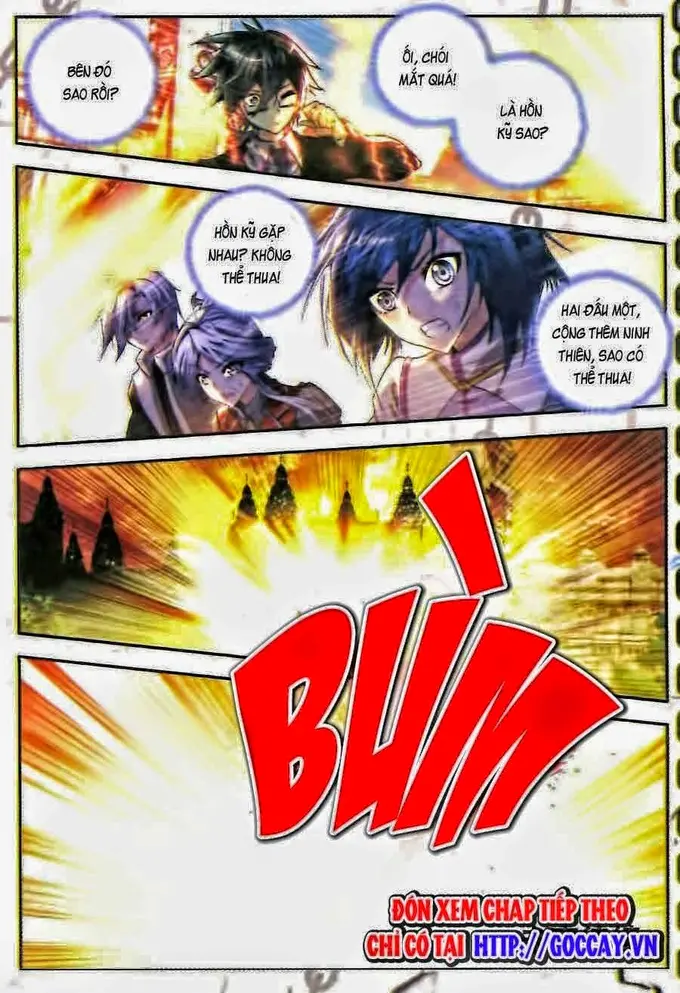 BÊN ĐÓ
SAO RỒI?
ỐI, CHÓI
MẮT QUÁ!
LÀ HỒN
KỸ SAO?
HỒN KỸ GẶP
NHAU? KHÔNG
THỂ THUA!
HAI ĐẤU MỘT,
CỘNG THÊM NINH
THIÊN, SAO CÓ
THỂ THUA!
BÙM
ĐÓN XEM CHAP TIẾP THEO
CHỈ CÓ TẠI HTTP://GOCCAY.VN